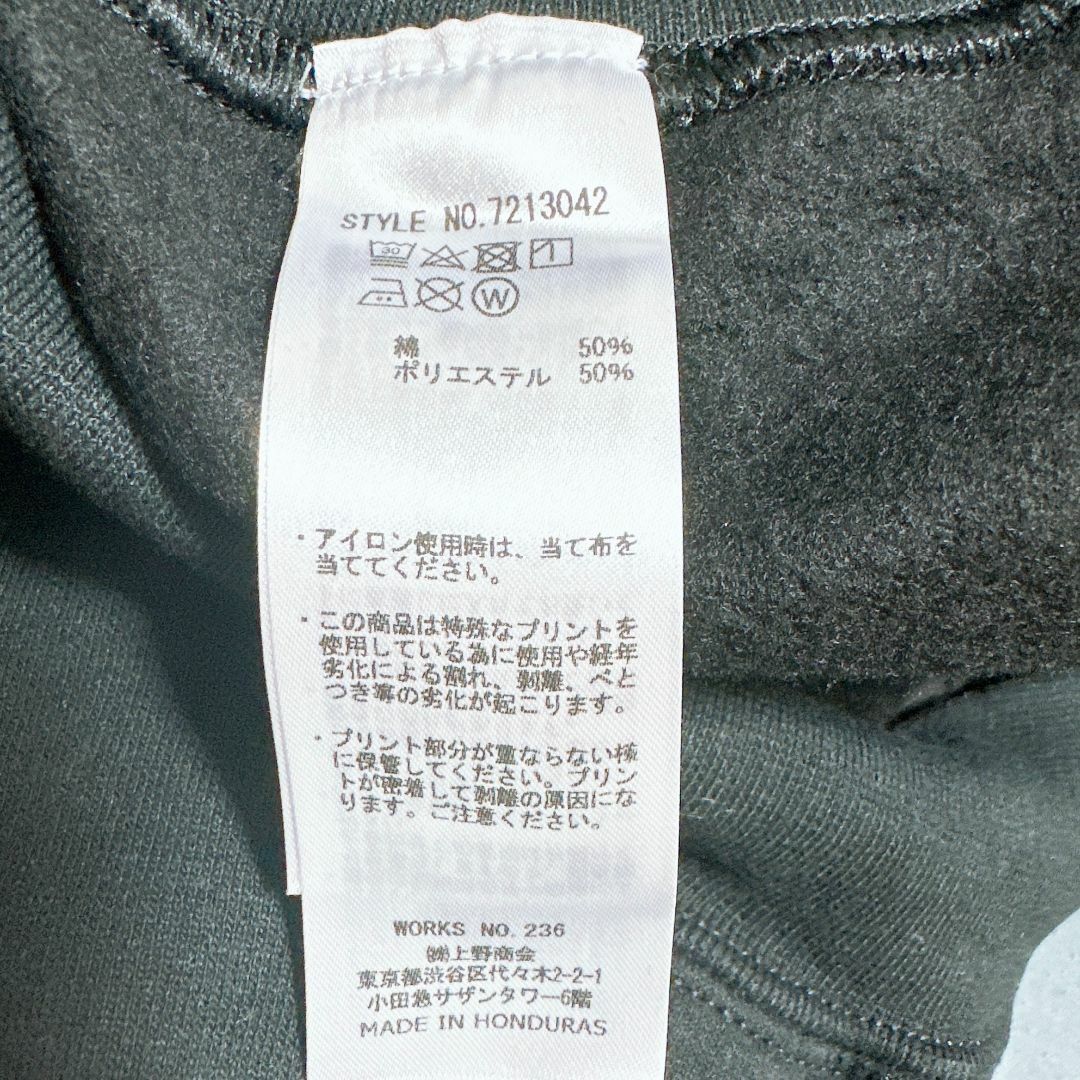 STYLE NO.7213042
30
W
綿 50%
ポリエステル 50%
・アイロン使用時は、当て布を
当ててください。
・この商品は特殊なプリントを
使用している為に使用や経年
劣化による割れ、剥離、べと
つき等の劣化が起こります。
・プリント部分が重ならない様
に保管してください。プリン
トが密着して剥離の原因にな
ります。ご注意ください。
WORKS NO. 236
㈱上野商会
東京都渋谷区代々木2-2-1
小田急サザンタワー6階
MADE IN HONDURAS